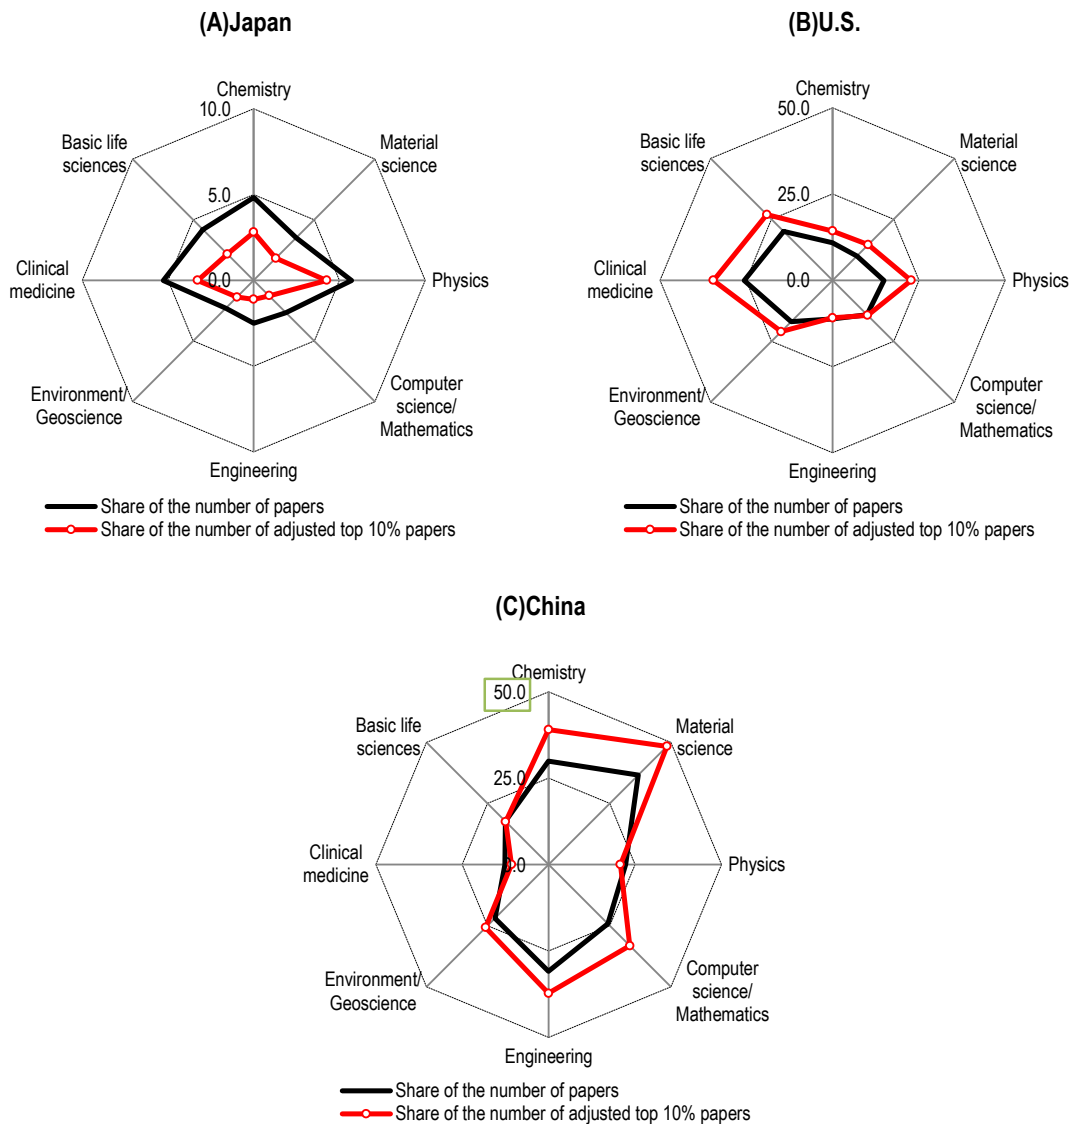 (A)Japan
Chemistry
10.0
Basic life
sciences
Material
science
5.0
Clinical
medicine
0.0
Physics
Environment/
Geoscience
Computer
science/
Mathematics
Engineering
Share of the number of papers
Share of the number of adjusted top 10% papers
(B)U.S.
Chemistry
50.0
Basic life
sciences
Material
science
25.0
Clinical
medicine
0.0
Physics
Environment/
Geoscience
Computer
science/
Mathematics
Engineering
Share of the number of papers
Share of the number of adjusted top 10% papers
(C)China
Chemistry
50.0
Basic life
sciences
Material
science
25.0
Clinical
medicine
0.0
Physics
Environment/
Geoscience
Computer
science/
Mathematics
Engineering
Share of the number of papers
Share of the number of adjusted top 10% papers